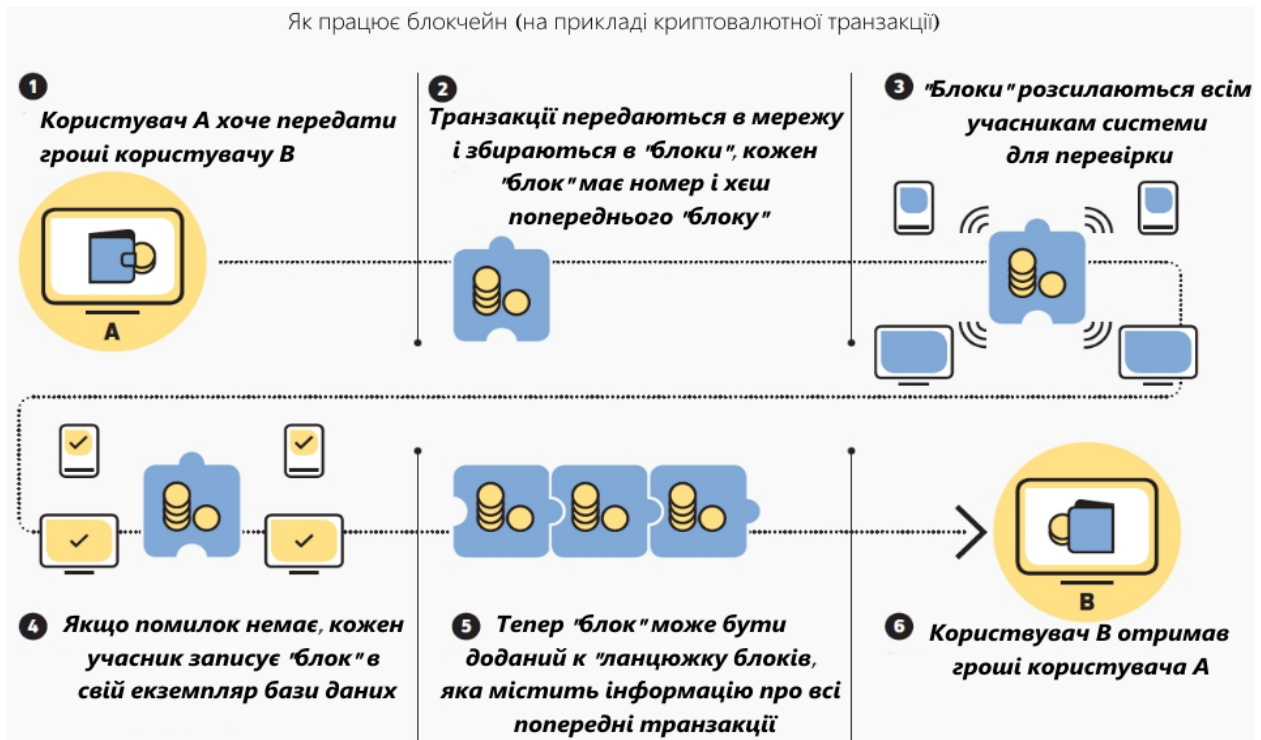 Як працює блокчейн (на прикладі криптовалютної транзакції)
1
Користувач А хоче передати
гроші користувачу В
А
2
Транзакції передаються в мережу
і збираються в "блоки", кожен
"блок" має номер і хєш
попереднього "блоку"
3 "Блоки" розсилаються всім
учасникам системи
для перевірки
4 Якщо помилок немає, кожен
учасник записує "блок" в
свій екземпляр бази даних
5 Тепер "блок" може бути
доданий к "ланцюжку блоків,
яка містить інформацію про всі
попередні транзакції
В
6 Користвувач В отримав
гроші користувача А